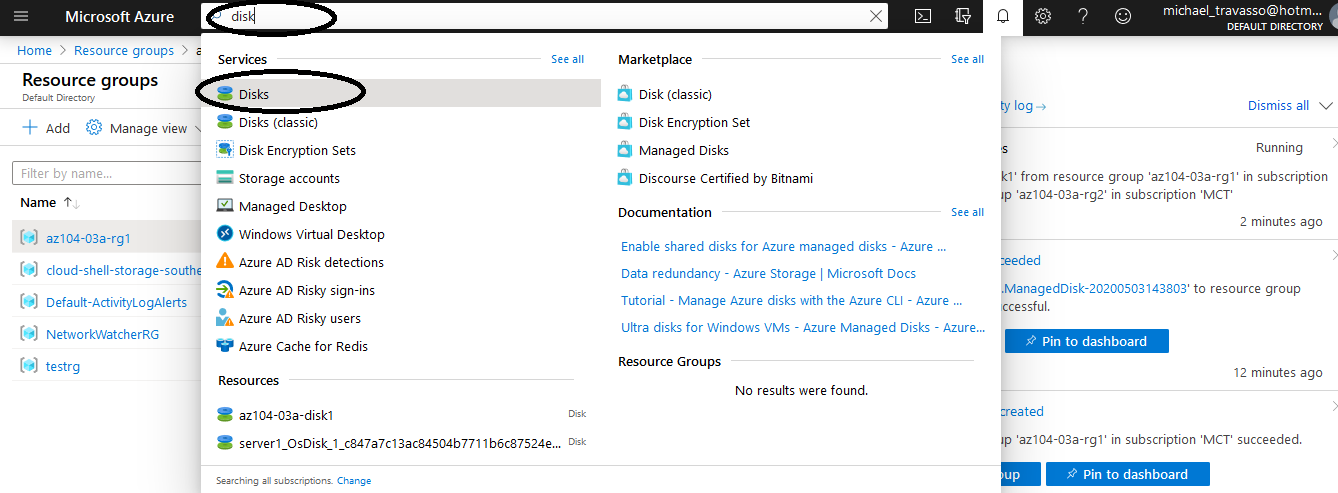 Microsoft Azure
disk
michael_travasso@hotm...
DEFAULT DIRECTORY
Home > Resource groups >
Resource groups
Default Directory
Add
Manage view
Filter by name...
Name
az104-03a-rg1
cloud-shell-storage-southe
Default-ActivityLogAlerts
NetworkWatcherRG
testrg
Services
See all
Disks
Disks (classic)
Disk Encryption Sets
Storage accounts
Managed Desktop
Windows Virtual Desktop
Azure AD Risk detections
Azure AD Risky sign-ins
Azure AD Risky users
Azure Cache for Redis
Resources
az104-03a-disk1
Disk
server1_OsDisk_1_c847a7c13ac84504b7711b6c87524e...
Disk
Searching all subscriptions. Change
Marketplace
See all
Disk (classic)
Disk Encryption Set
Managed Disks
Discourse Certified by Bitnami
Documentation
See all
Enable shared disks for Azure managed disks - Azure ...
Data redundancy - Azure Storage | Microsoft Docs
Tutorial - Manage Azure disks with the Azure CLI - Azure ...
Ultra disks for Windows VMs - Azure Managed Disks - Azure...
Resource Groups
No results were found.
ty log→
Dismiss all
es
Running
sk1' from resource group 'az104-03a-rg1' in subscription
up 'az104-03a-rg2' in subscription 'MCT'
2 minutes ago
ceeded
.ManagedDisk-20200503143803' to resource group
ccessful.
Pin to dashboard
12 minutes ago
created
up 'az104-03a-rg1' in subscription 'MCT' succeeded.
oup
Pin to dashboard